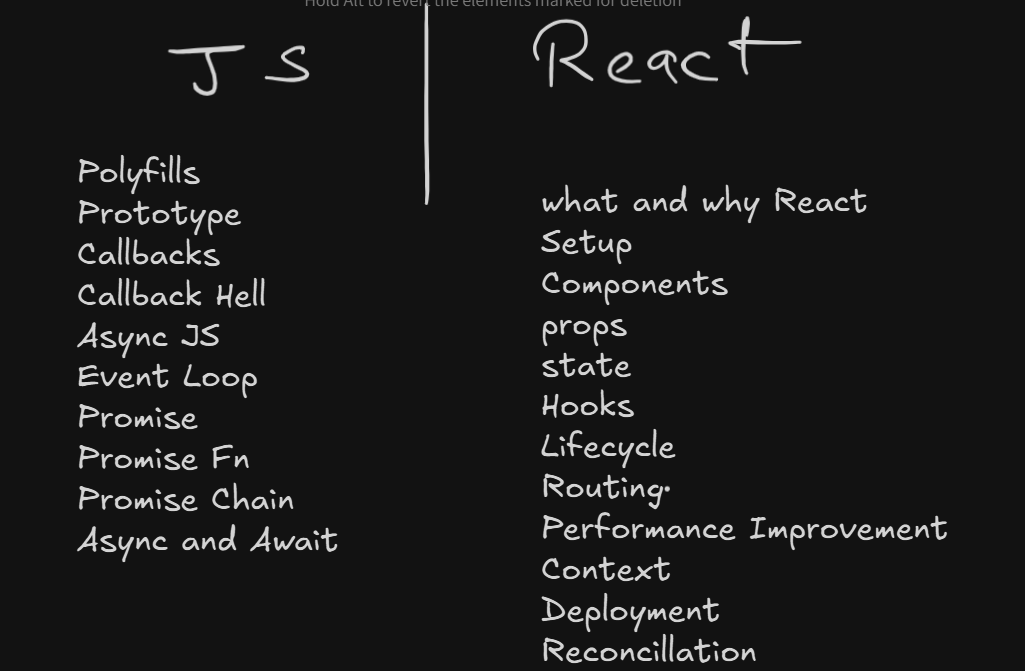 Hold Alt to revert the elements marked for deletion
JS
React
Polyfills
Prototype
Callbacks
Callback Hell
Async JS
Event Loop
Promise
Promise Fn
Promise Chain
Async and Await
what and why React
Setup
Components
props
state
Hooks
Lifecycle
Routing.
Performance Improvement
Context
Deployment
Reconcillation